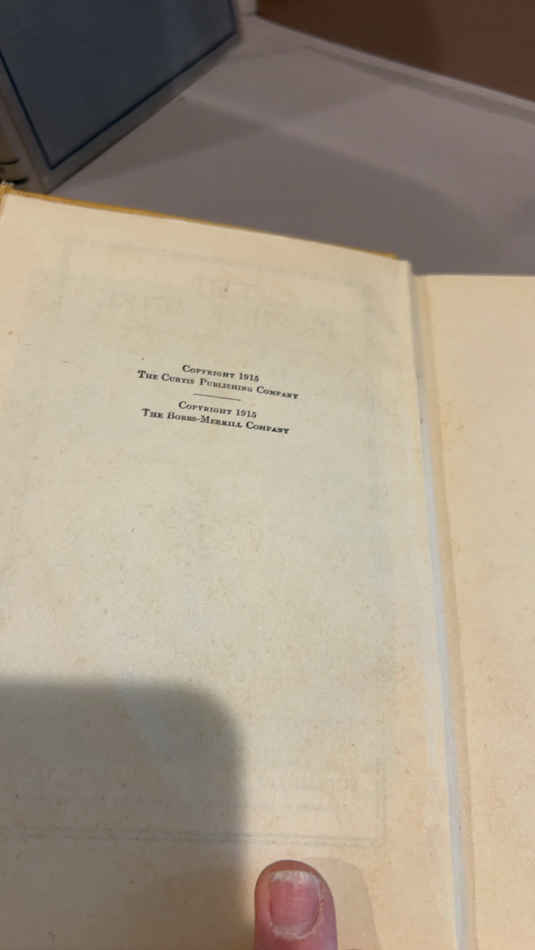 Copyright 1915
The Curtis Publishing Company
Copyright 1915
The Bobbs-Merrill Company